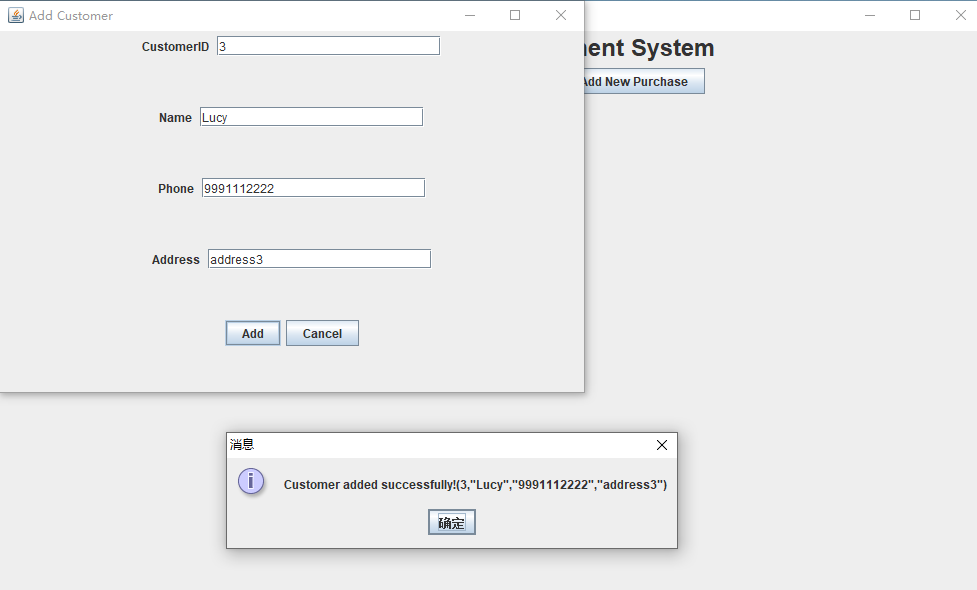 Add Customer
CustomerID 3
ent System
Add New Purchase
Name Lucy
Phone 9991112222
Address address3
Add Cancel
消息
Customer added successfully!(3,"Lucy","9991112222","address3")
确定